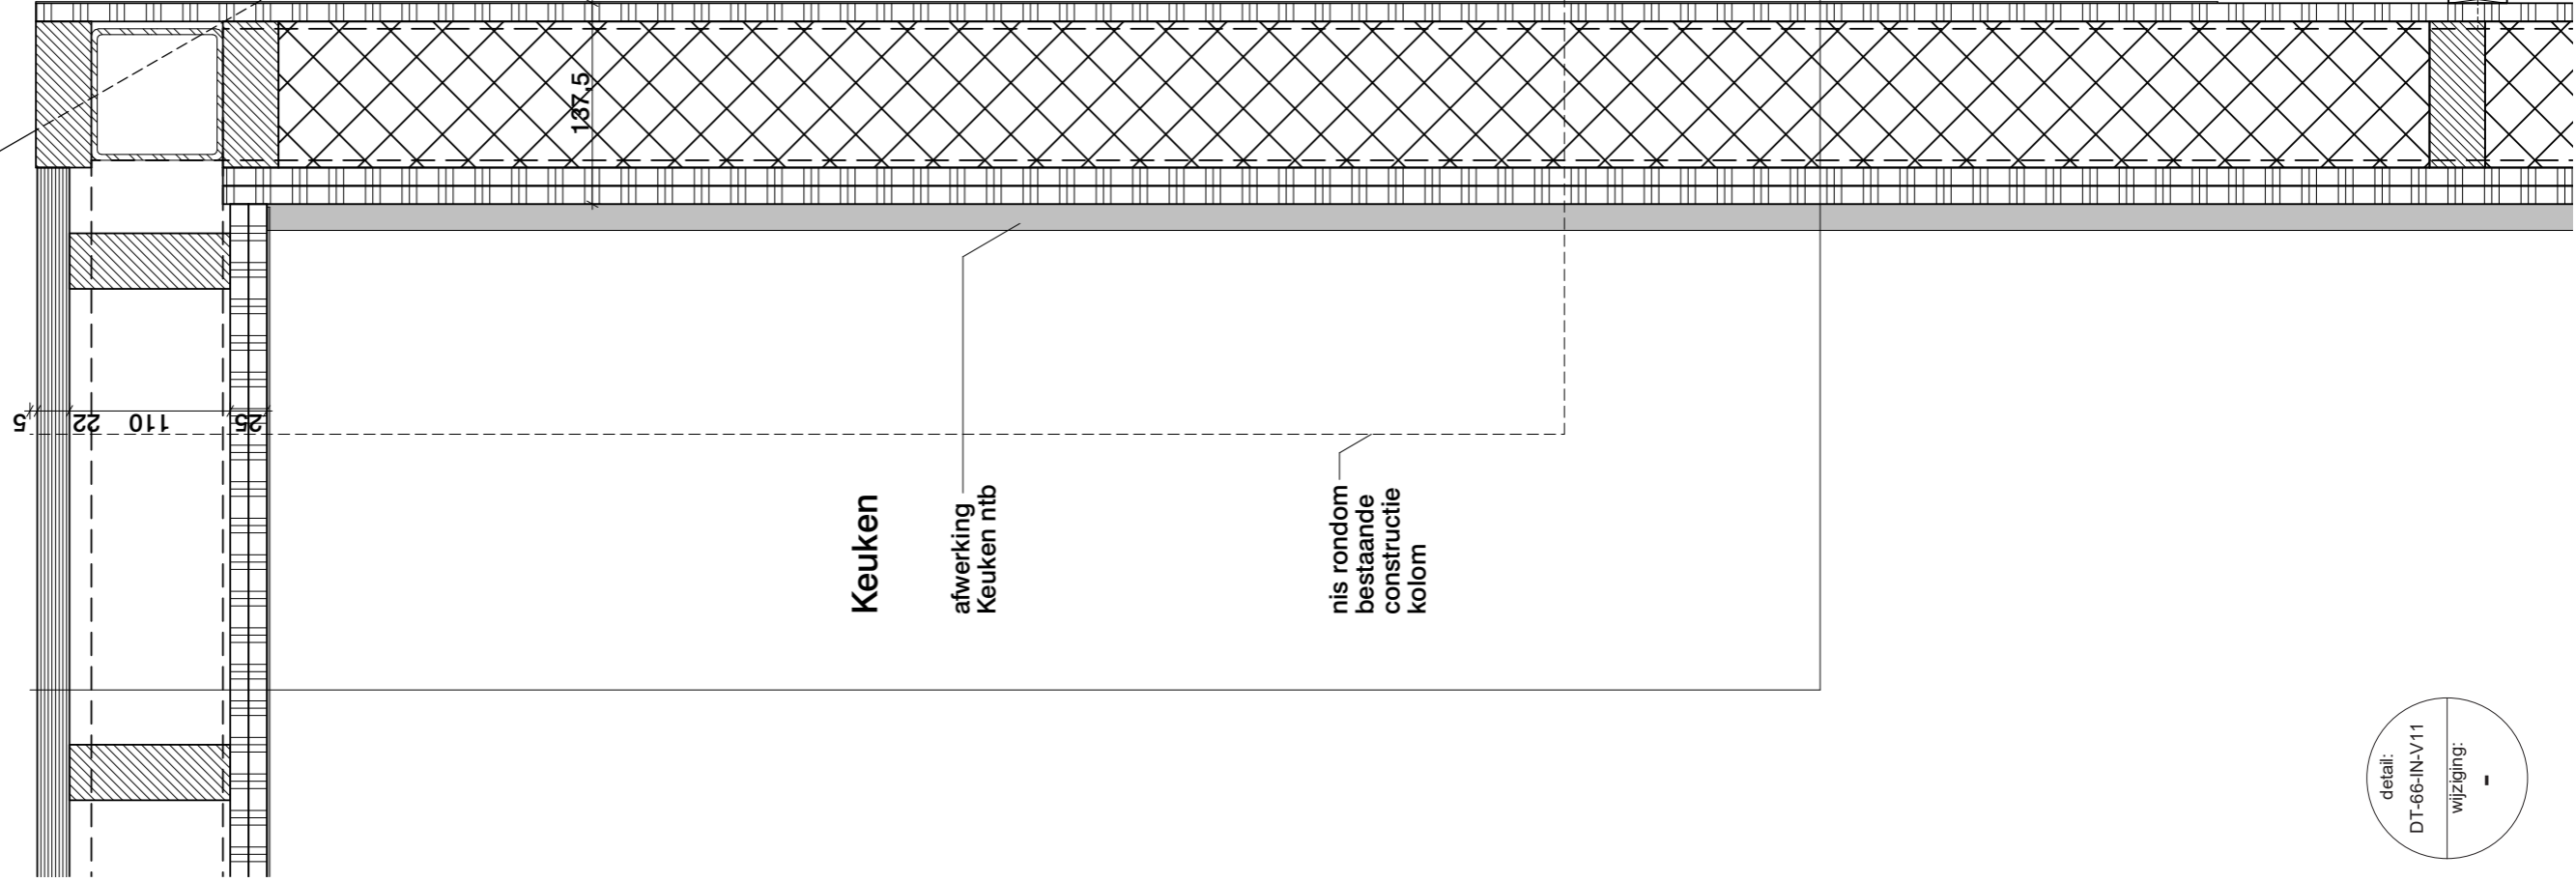 137,5
5
22
110
25
Keuken
afwerking
Keuken ntb
nis rondom
bestaande
constructie
kolom
detail:
DT-66-IN-V11
wijziging:
-